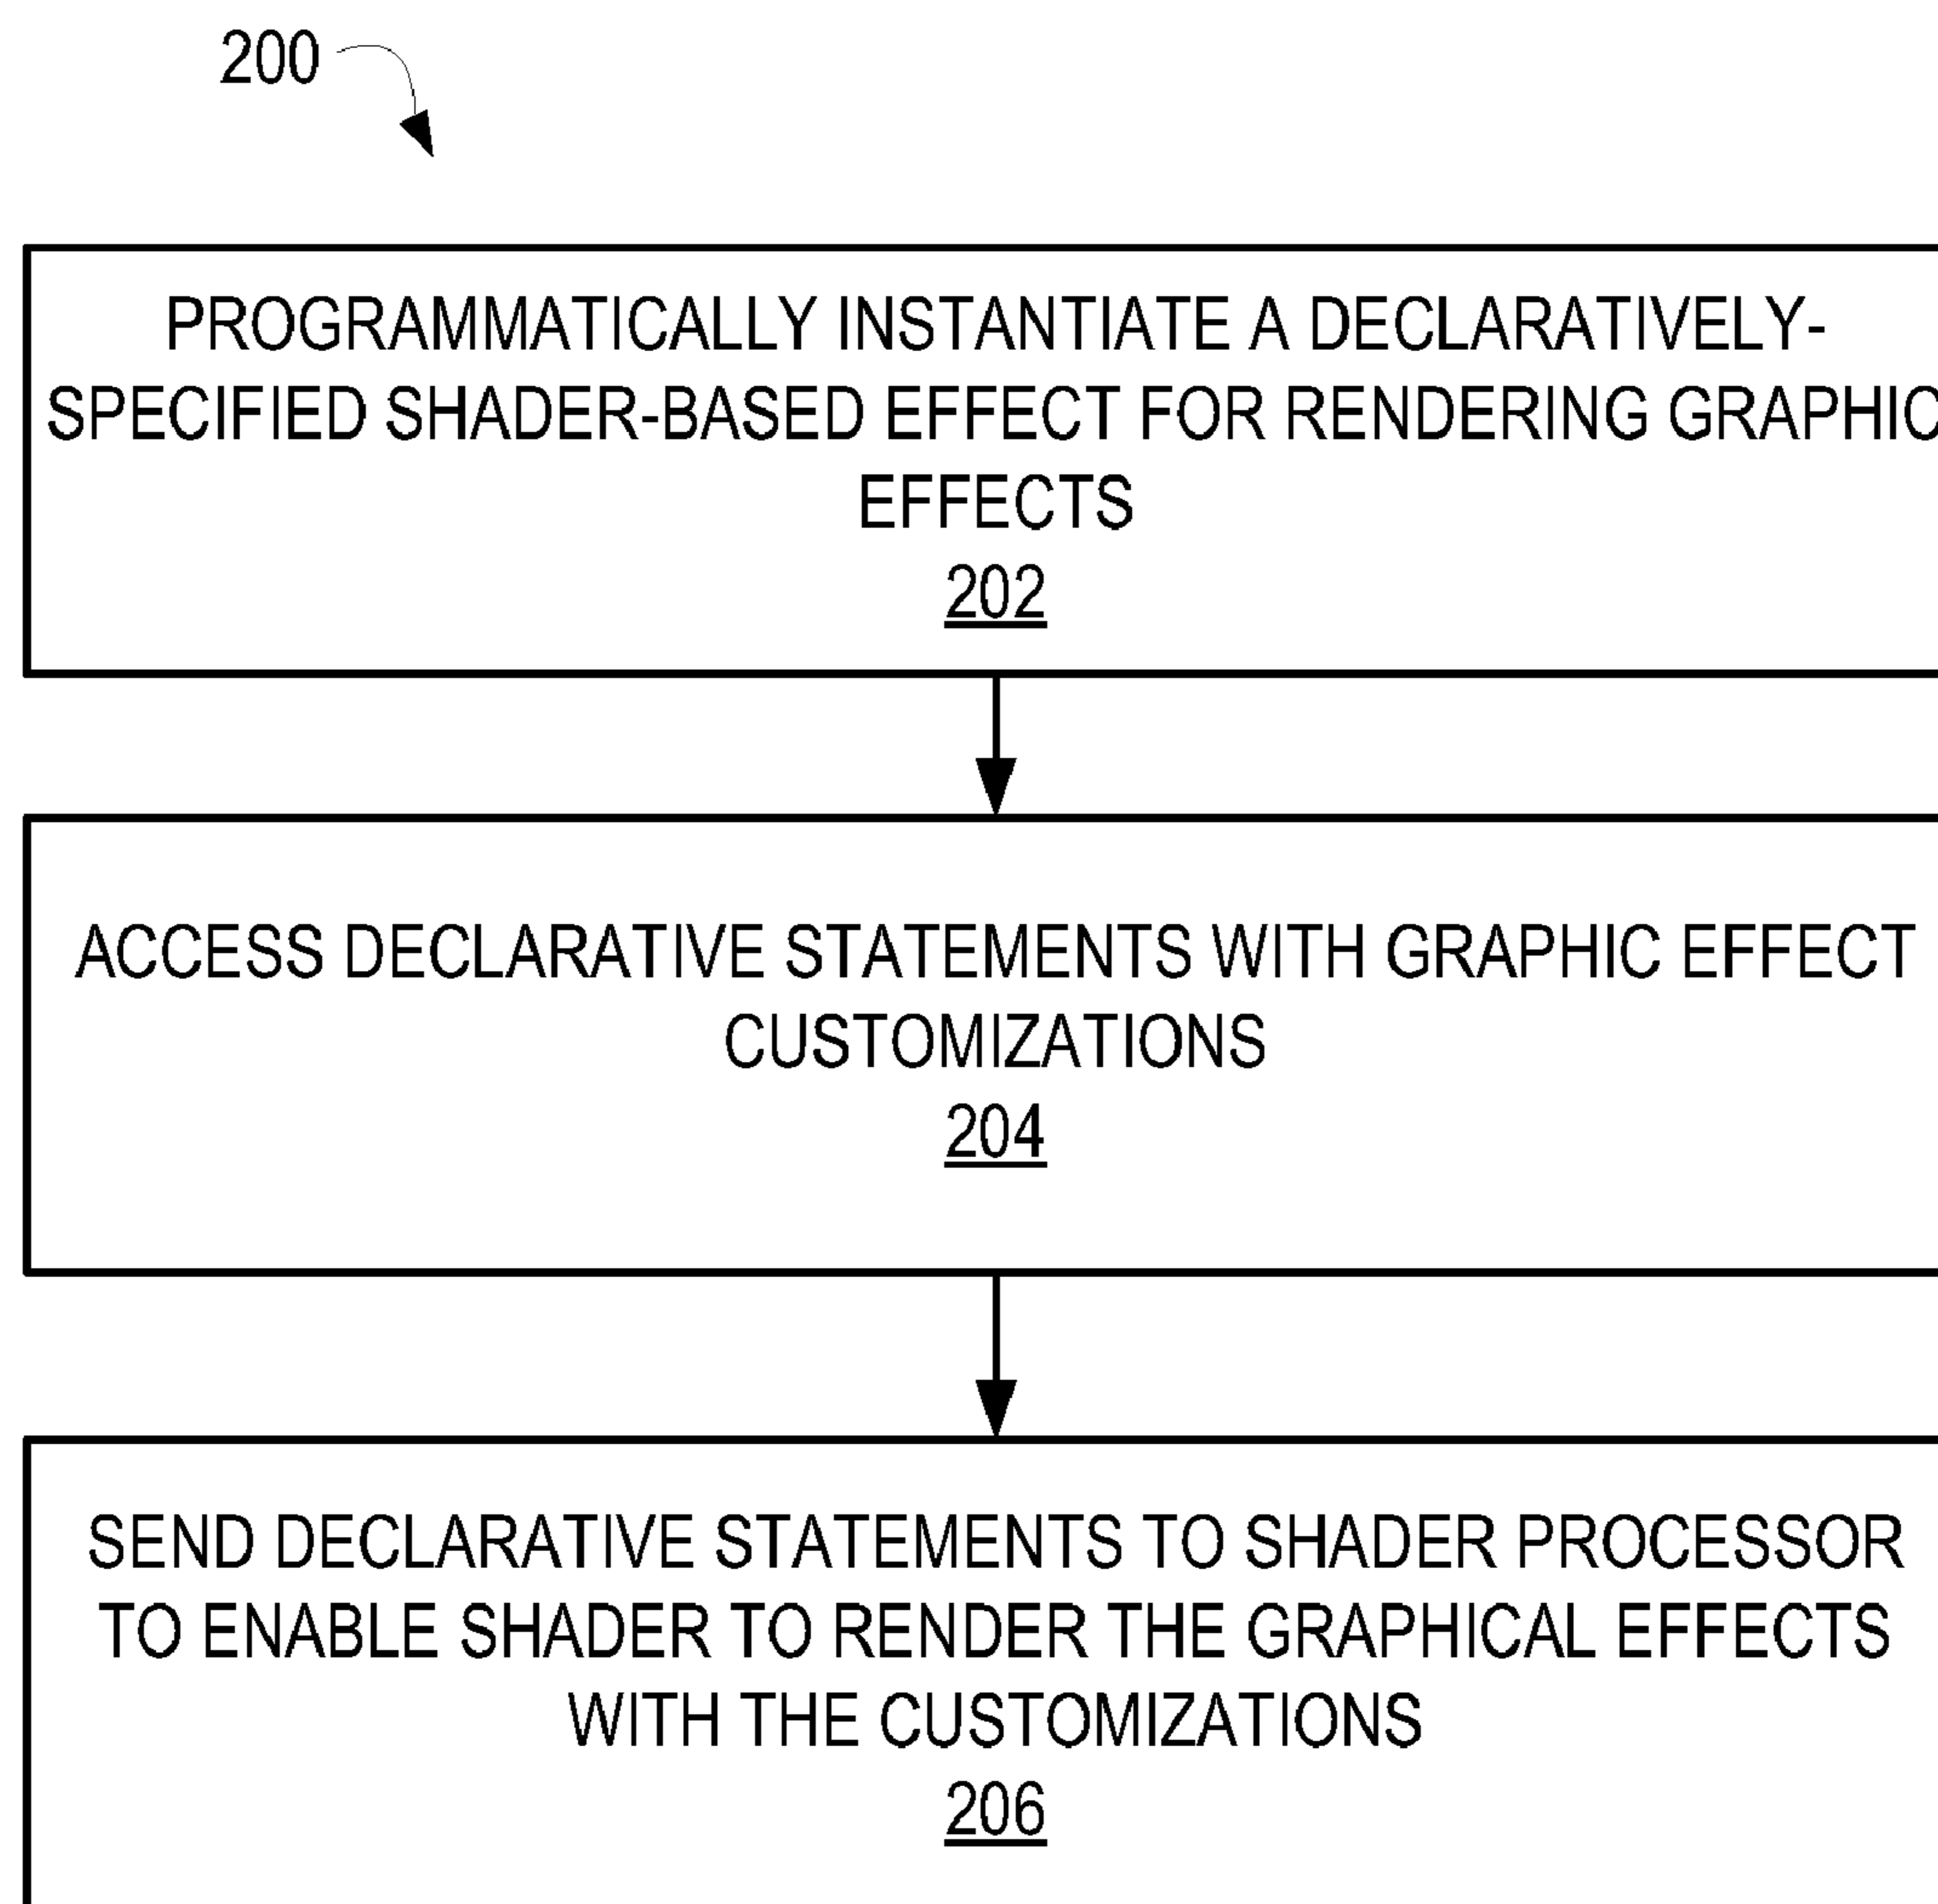 200
PROGRAMMATICALLY INSTANTIATE A DECLARATIVELY-
SPECIFIED SHADER-BASED EFFECT FOR RENDERING GRAPHIC
EFFECTS
202
ACCESS DECLARATIVE STATEMENTS WITH GRAPHIC EFFECT
CUSTOMIZATIONS
204
SEND DECLARATIVE STATEMENTS TO SHADER PROCESSOR
TO ENABLE SHADER TO RENDER THE GRAPHICAL EFFECTS
WITH THE CUSTOMIZATIONS
206